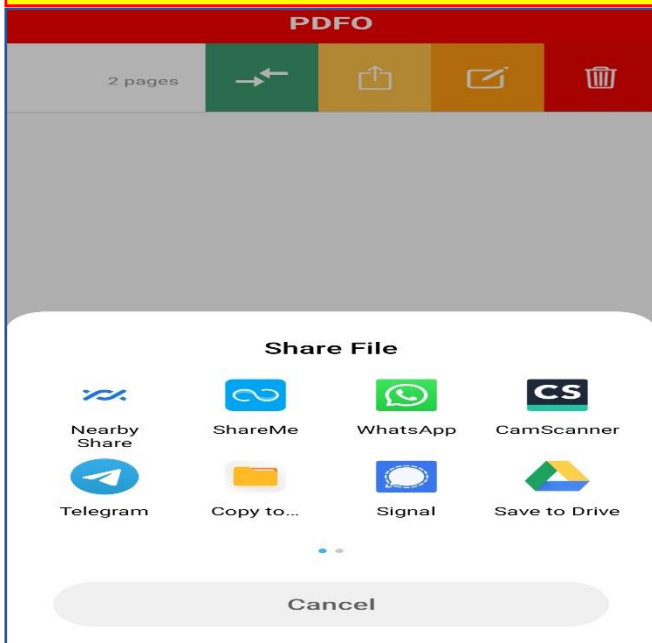 PDFO
2 pages
Share File
Nearby Share
ShareMe
WhatsApp
CS
CamScanner
Telegram
Copy to...
Signal
Save to Drive
Cancel